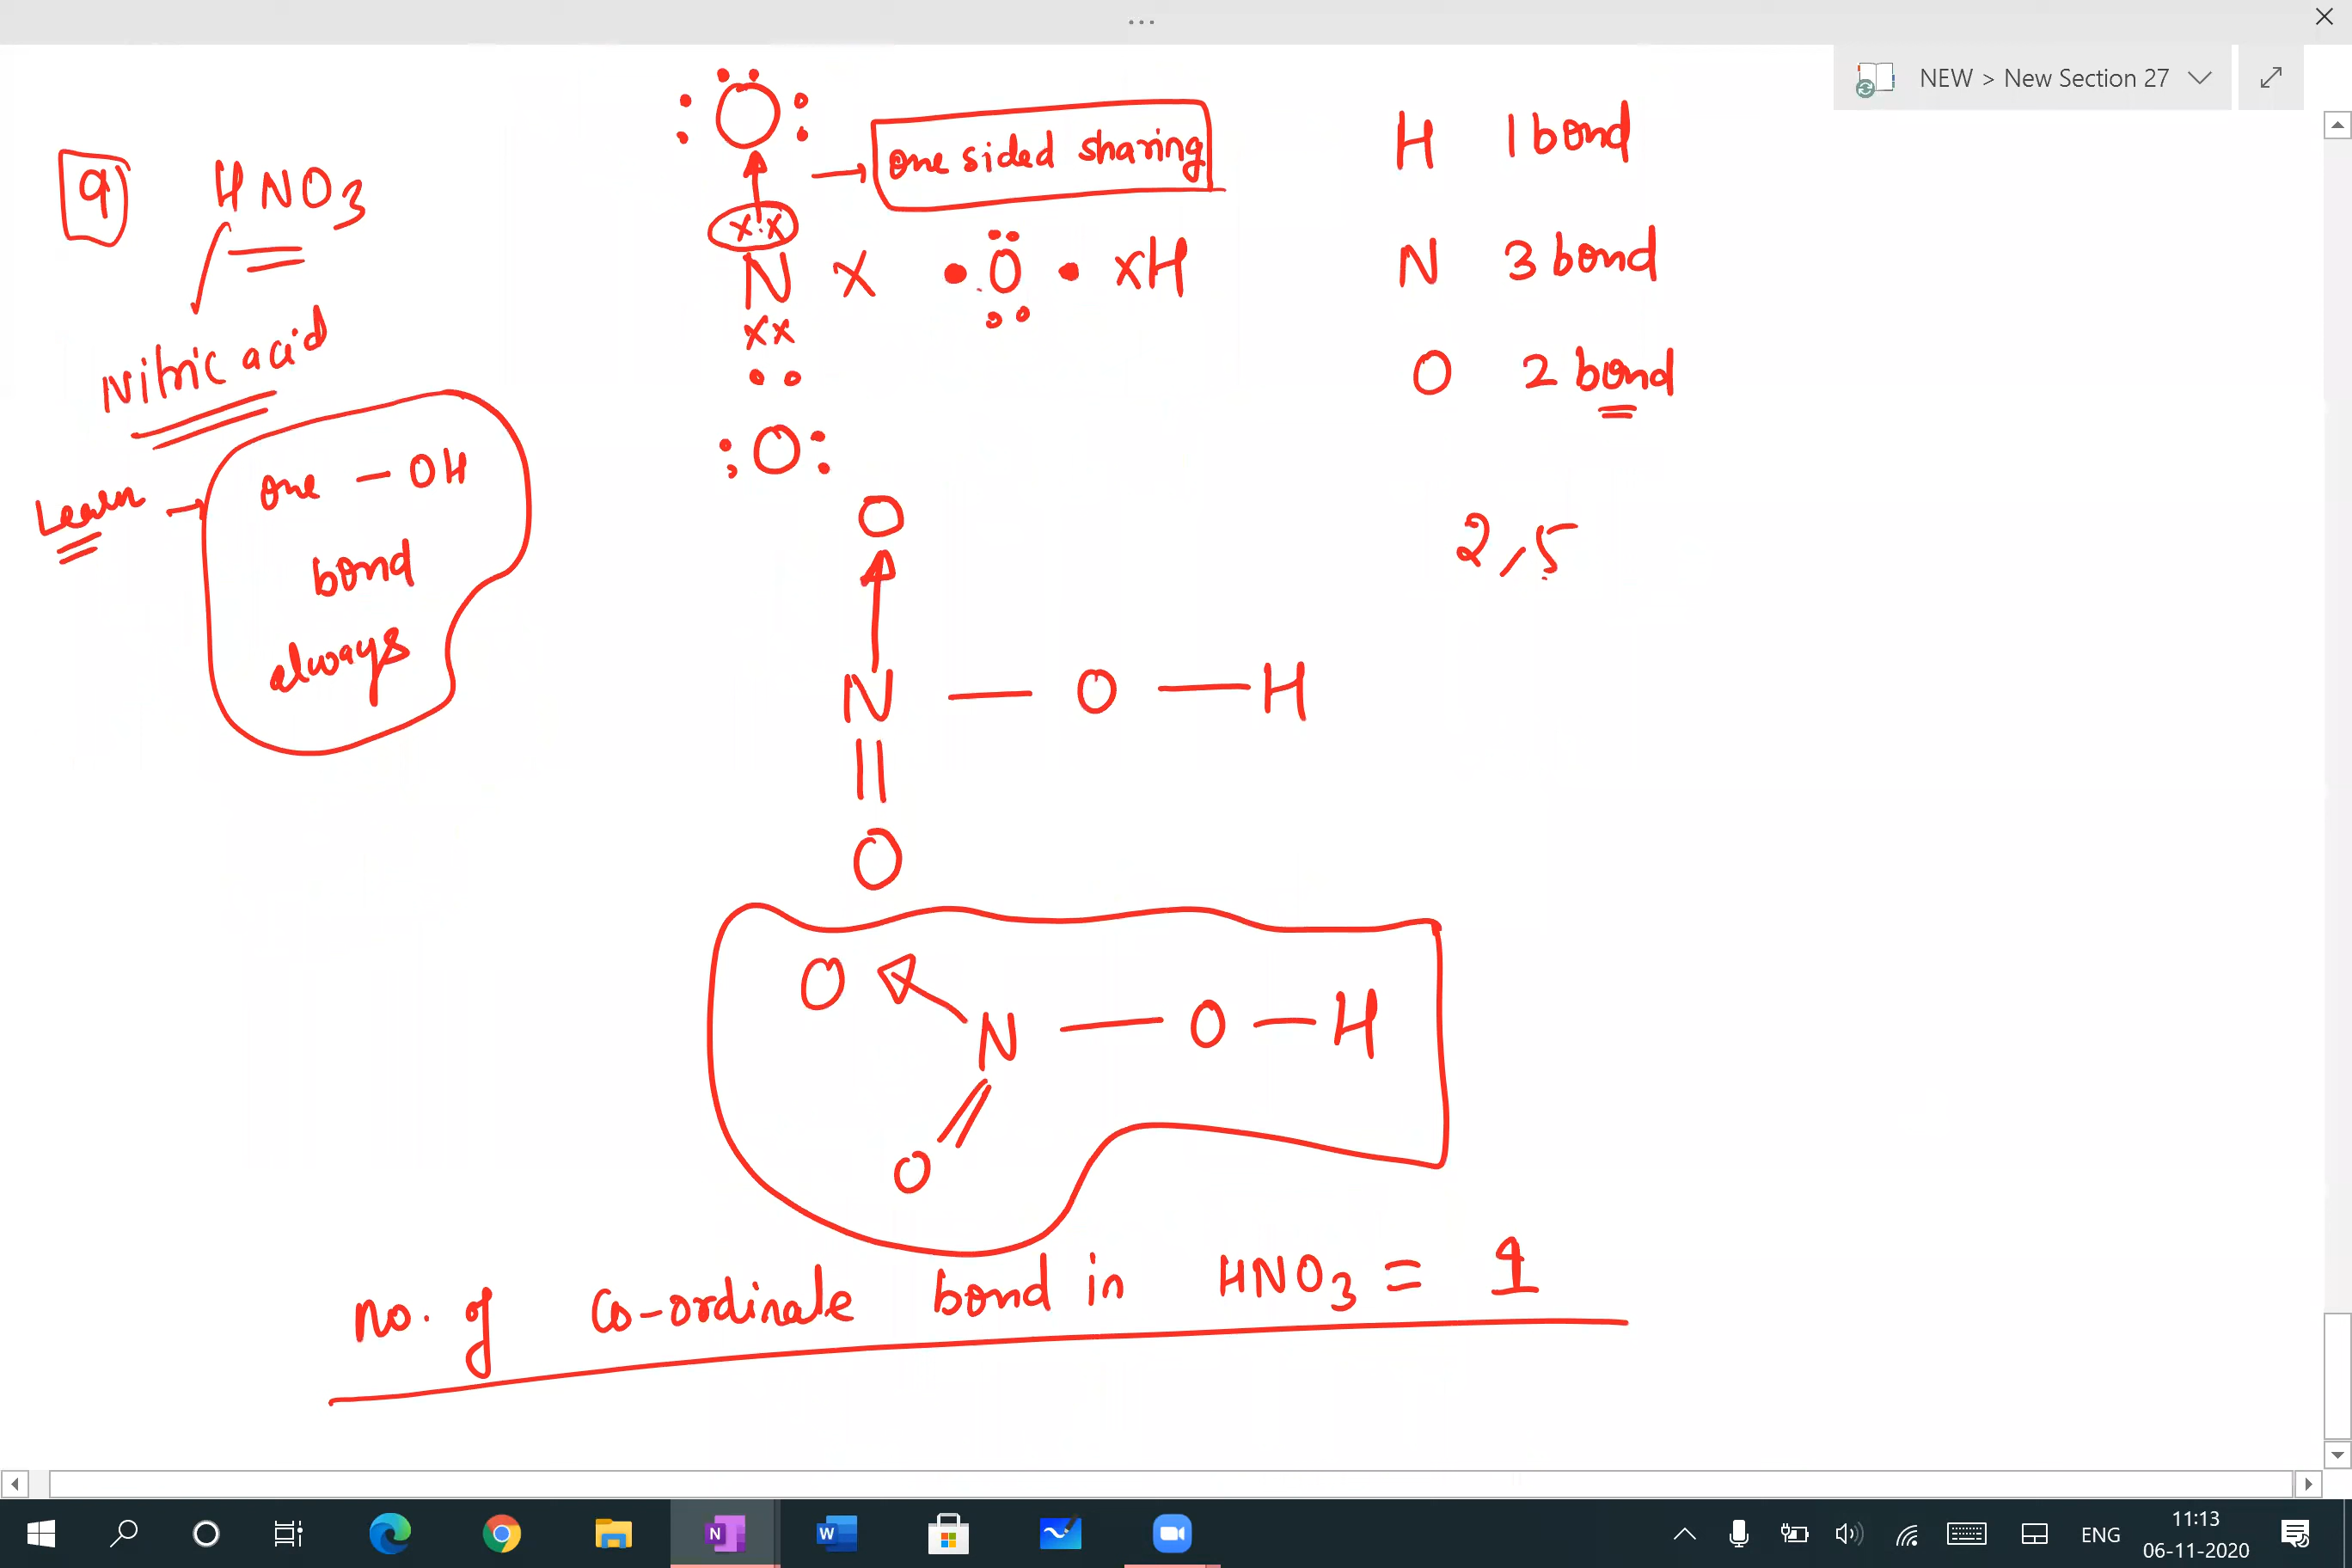 ...
NEW > New Section 27
9 HNO3
Nitric acid
Learn → one - OH
bond
always
O
→ one sided sharing
xx
N x • O • xH
xx
O
H 1 bond
N 3 bond
O 2 bond
2,5
O
N — O — H
O
O
N — O — H
O
no. of Co-ordinate bond in HNO3 = 1
ENG
11:13
06-11-2020